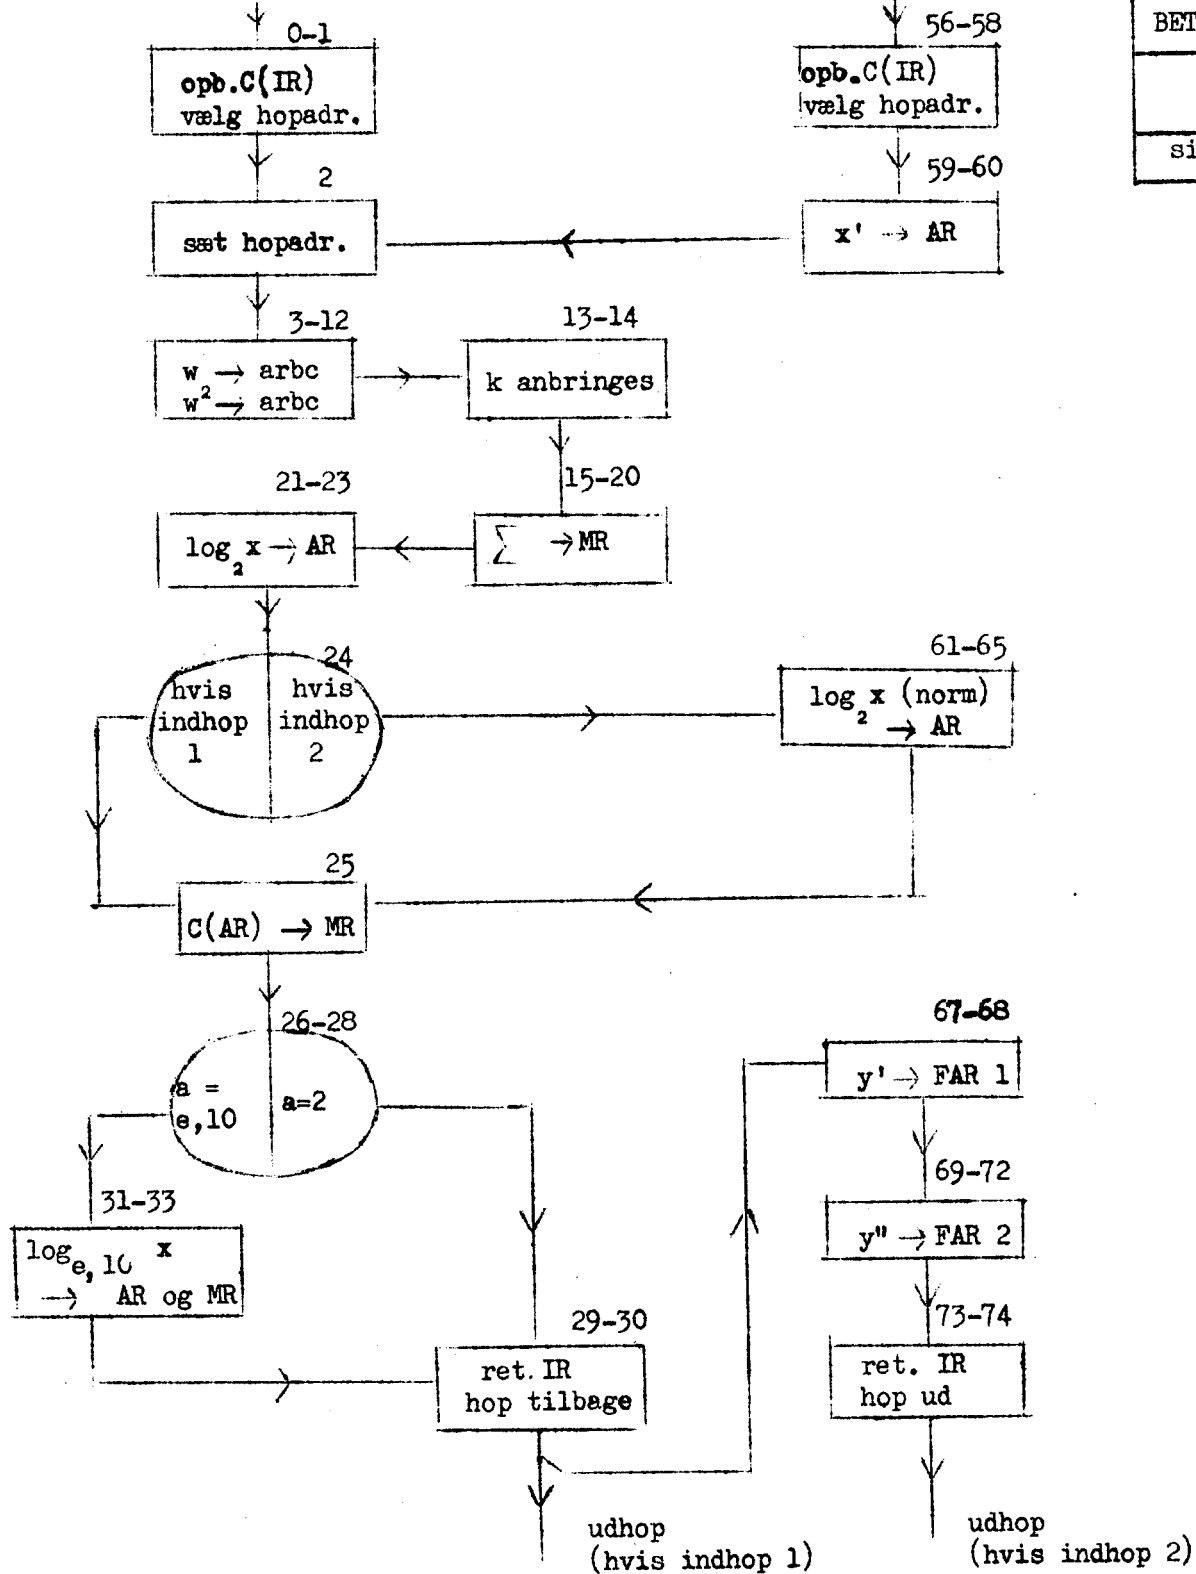 0-1
opb.C(IR)
vælg hopadr.
56-58
opb.C(IR)
vælg hopadr.
BET
si
2
sæt hopadr.
59-60
x' → AR
3-12
w → arbc
w² → arbc
13-14
k anbringes
15-20
∑ → MR
21-23
log₂x → AR
24
hvis
indhop
1
hvis
indhop
2
61-65
log₂x (norm)
→ AR
25
C(AR) → MR
26-28
a =
e,10
a=2
31-33
log e,10 x
→ AR og MR
29-30
ret. IR
hop tilbage
udhop
(hvis indhop 1)
67-68
y' → FAR 1
69-72
y" → FAR 2
73-74
ret. IR
hop ud
udhop
(hvis indhop 2)